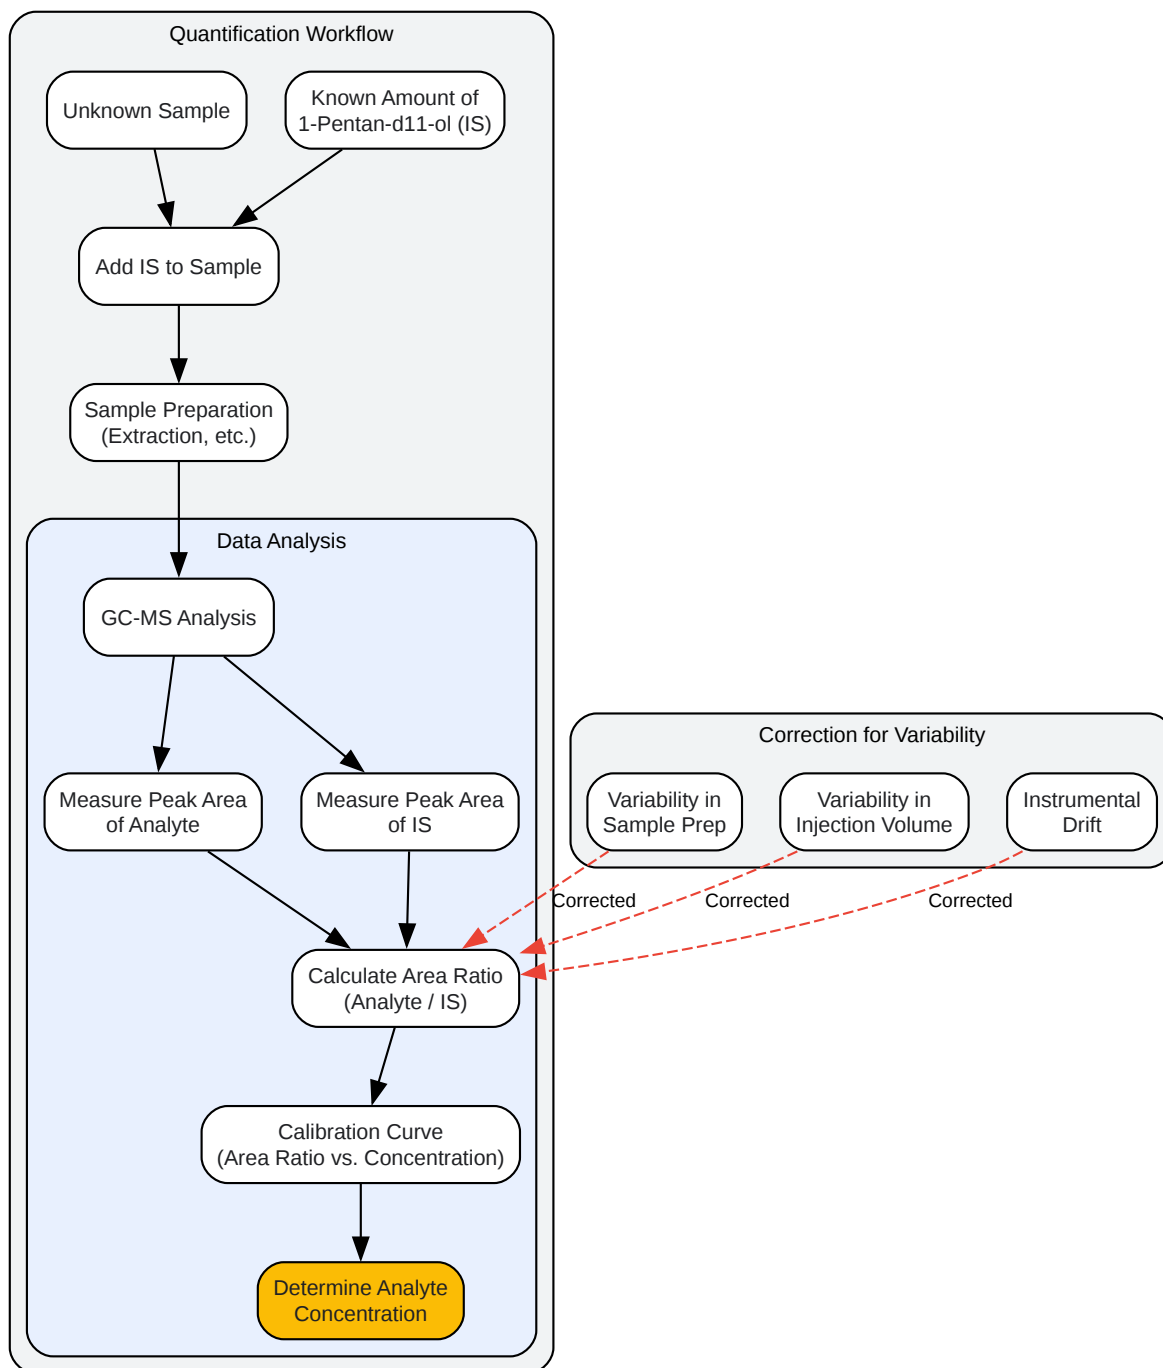 Quantification Workflow
Unknown Sample
Known Amount of
1-Pentan-d11-ol (IS)
Add IS to Sample
Sample Preparation
(Extraction, etc.)
Data Analysis
GC-MS Analysis
Measure Peak Area
of Analyte
Measure Peak Area
of IS
Correction for Variability
Variability in
Sample Prep
Variability in
Injection Volume
Instrumental
Drift
Corrected
Corrected
Corrected
Calculate Area Ratio
(Analyte / IS)
Calibration Curve
(Area Ratio vs. Concentration)
Determine Analyte
Concentration